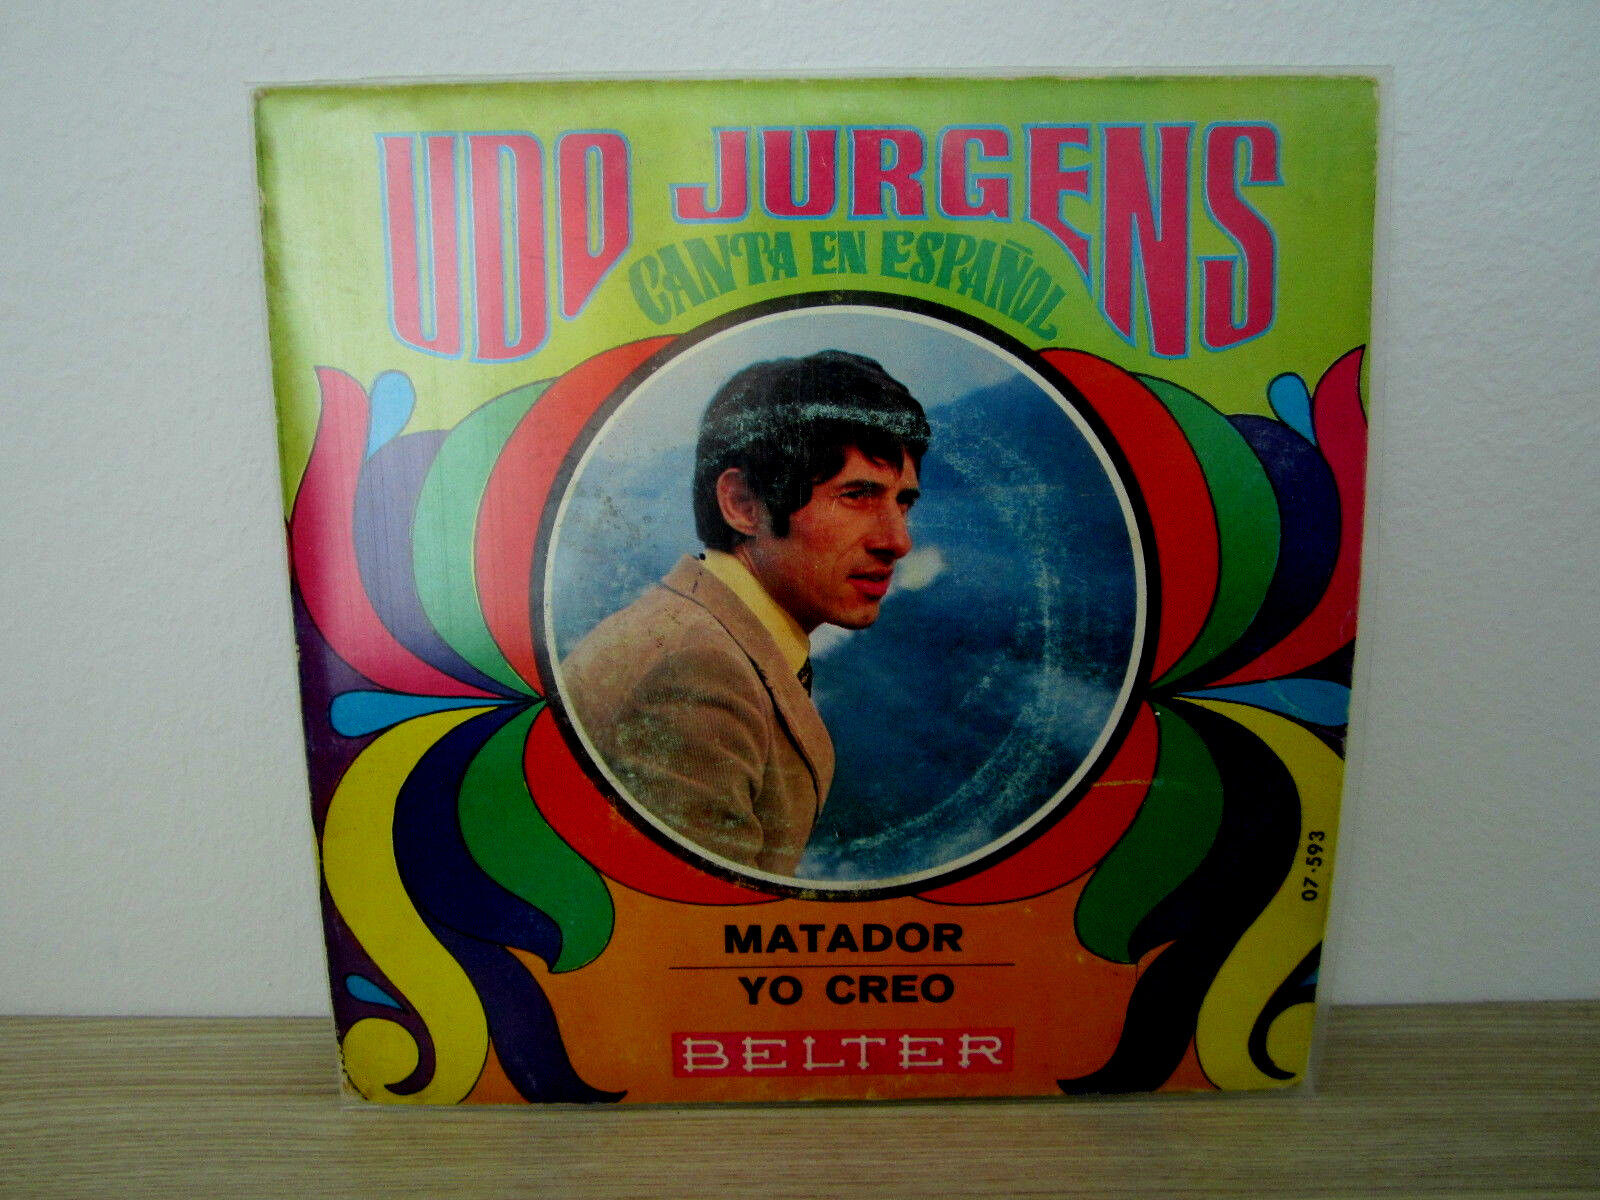 UDO JURGENS
CANTA EN ESPAÑOL
07-593
MATADOR
YO CREO
BELTER